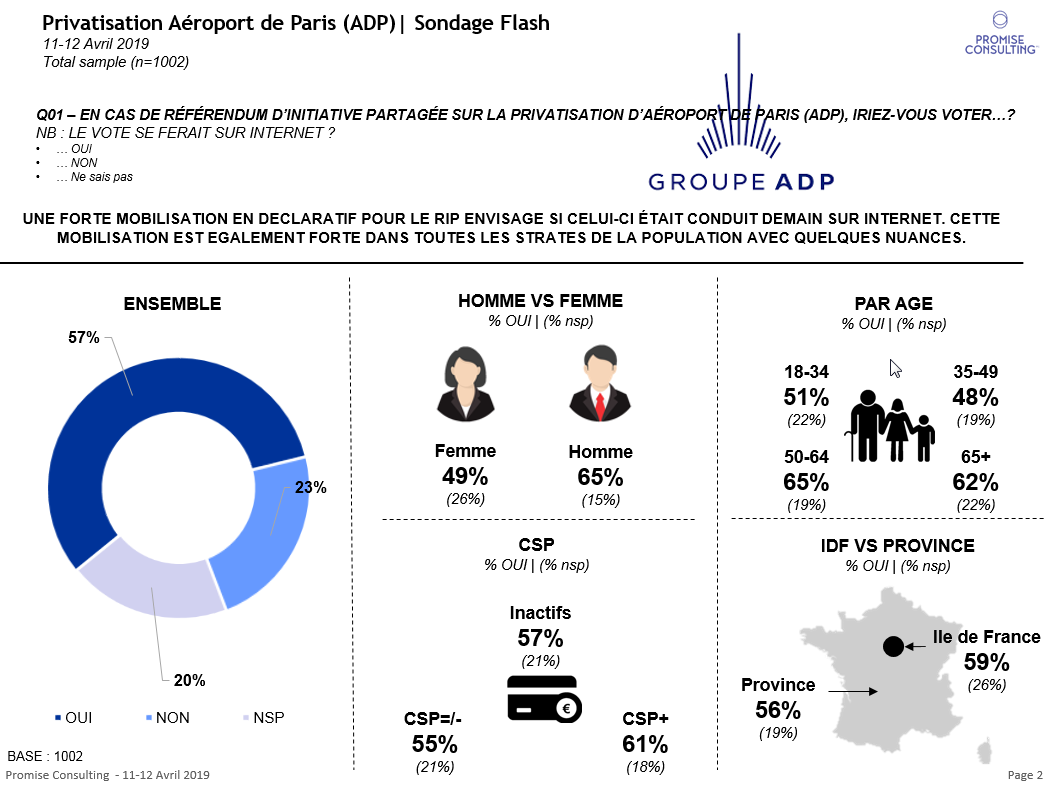 Privatisation Aéroport de Paris (ADP)| Sondage Flash
11-12 Avril 2019
Total sample (n=1002)
PROMISE
CONSULTING
Q01 – EN CAS DE RÉFÉRENDUM D’INITIATIVE PARTAGÉE SUR LA PRIVATISATION D’AÉROPORT DE PARIS (ADP), IRIEZ-VOUS VOTER…?
NB : LE VOTE SE FERAIT SUR INTERNET ?
• … OUI
• … NON
• … Ne sais pas
GROUPE ADP
UNE FORTE MOBILISATION EN DECLARATIF POUR LE RIP ENVISAGE SI CELUI-CI ÉTAIT CONDUIT DEMAIN SUR INTERNET. CETTE
MOBILISATION EST EGALEMENT FORTE DANS TOUTES LES STRATES DE LA POPULATION AVEC QUELQUES NUANCES.
ENSEMBLE
57%
23%
20%
OUI NON NSP
BASE : 1002
HOMME VS FEMME
% OUI | (% nsp)
Femme
49%
(26%)
Homme
65%
(15%)
CSP
% OUI | (% nsp)
Inactifs
57%
(21%)
€
CSP=/-
55%
(21%)
CSP+
61%
(18%)
PAR AGE
% OUI | (% nsp)
18-34
51%
(22%)
35-49
48%
(19%)
50-64
65%
(19%)
65+
62%
(22%)
IDF VS PROVINCE
% OUI | (% nsp)
Ile de France
59%
(26%)
Province
56%
(19%)
Promise Consulting - 11-12 Avril 2019
Page 2